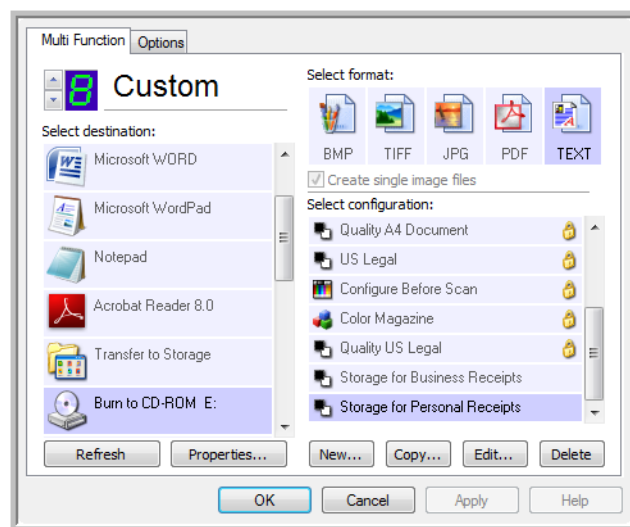 Multi Function
Options
8
Custom
Select destination:
Microsoft WORD
Microsoft WordPad
Notepad
Acrobat Reader 8.0
Transfer to Storage
Burn to CD-ROM E:
Refresh
Properties...
Select format:
BMP
TIFF
JPG
PDF
TEXT
Create single image files
Select configuration:
Quality A4 Document
US Legal
Configure Before Scan
Color Magazine
Quality US Legal
Storage for Business Receipts
Storage for Personal Receipts
New...
Copy...
Edit...
Delete
OK
Cancel
Apply
Help